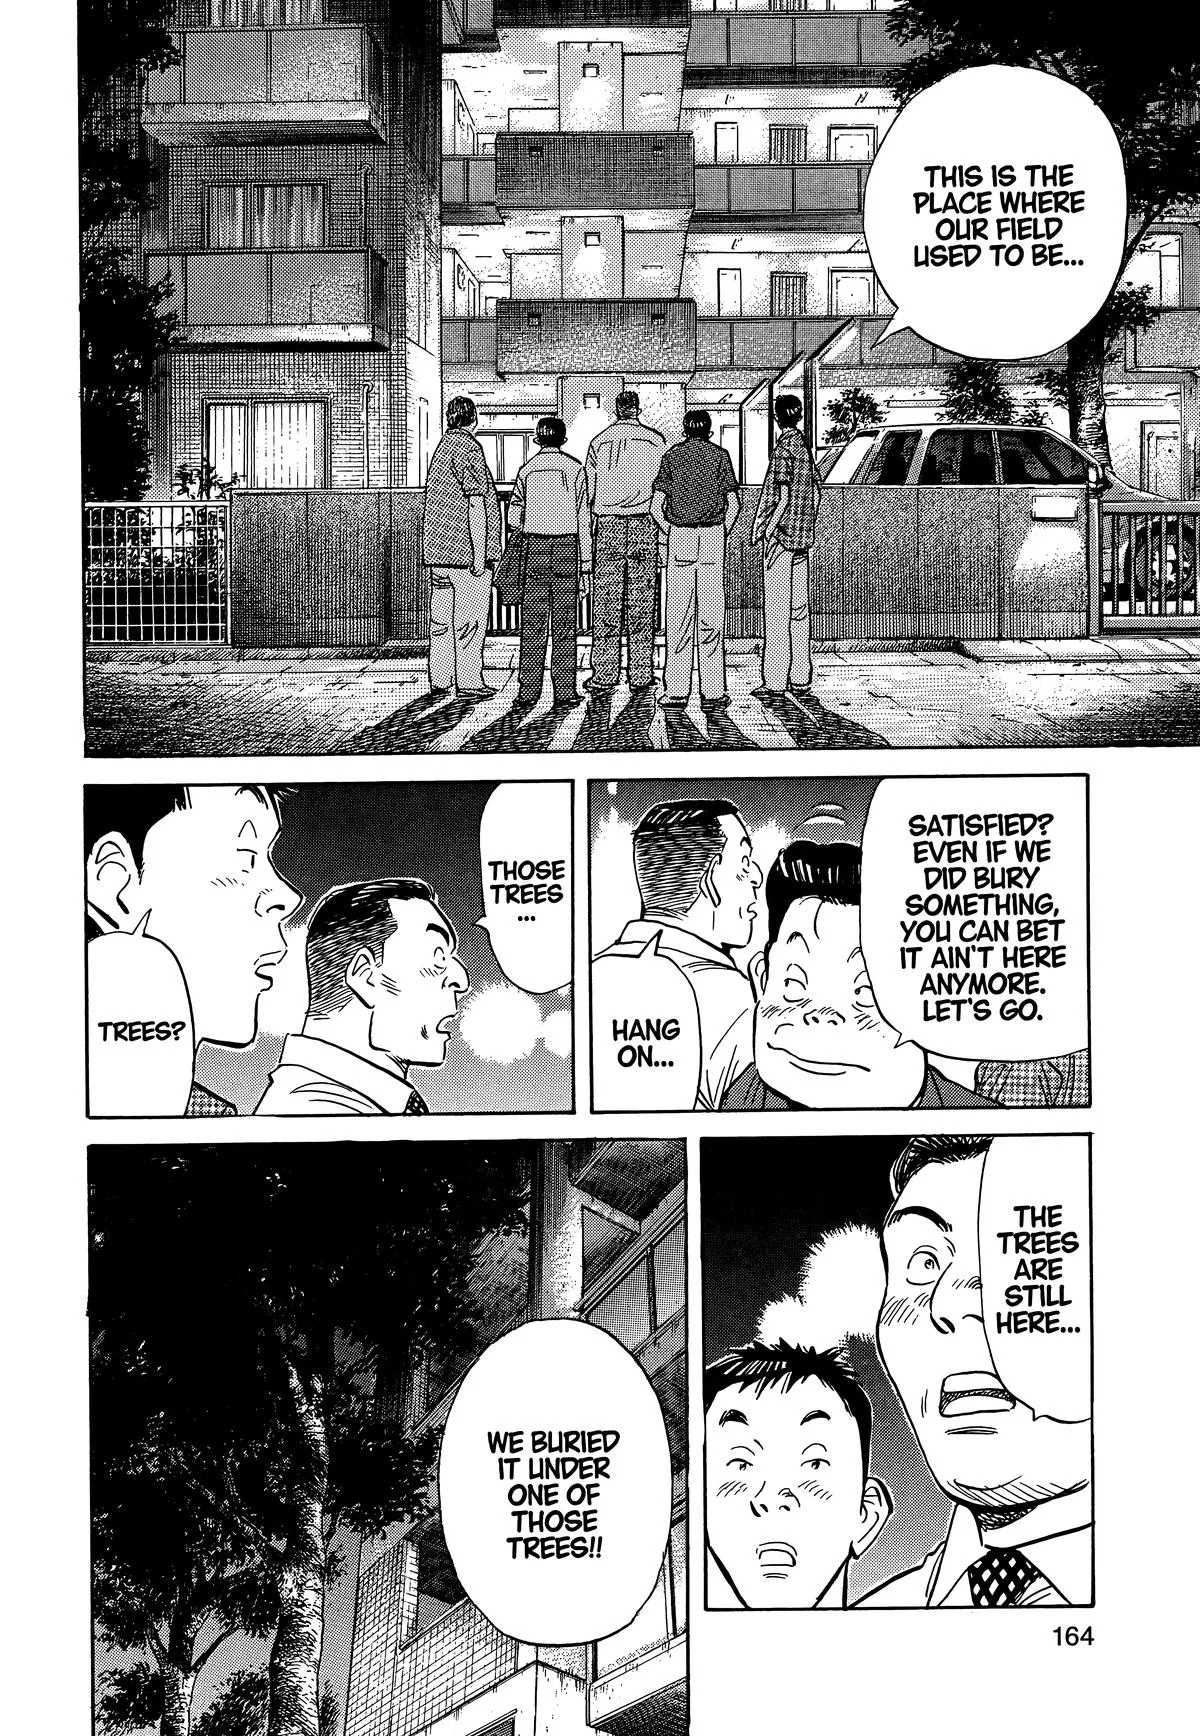 THIS IS THE
PLACE WHERE
OUR FIELD
USED TO BE...
SATISFIED?
EVEN IF WE
DID BURY
SOMETHING,
YOU CAN BET
IT AIN'T HERE
ANYMORE.
LET'S GO.
HANG
ON...
THOSE
TREES
...
TREES?
THE
TREES
ARE
STILL
HERE...
WE BURIED
IT UNDER
ONE OF
THOSE
TREES!!
164